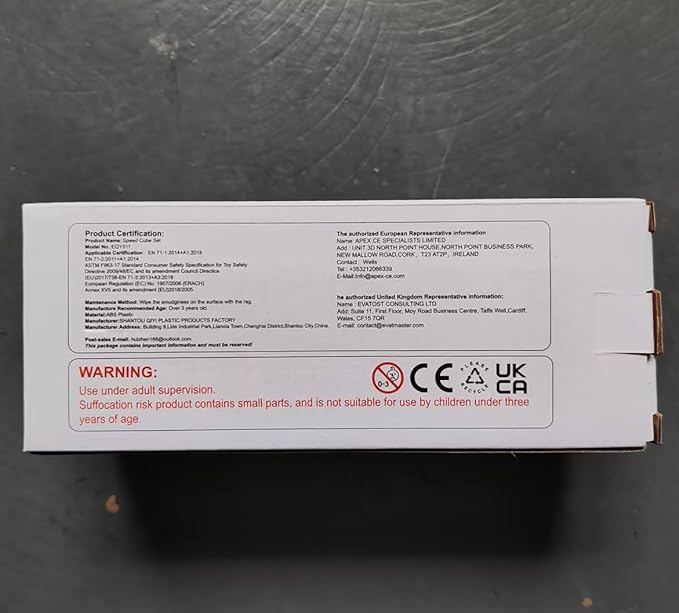 Product Certification:
Product Name: Speed Cube Set
Model No.:EQY511
Applicable Certification : EN 71-1:2014+A1:2018
EN 71-2:2011+A1:2014
ASTM F963-17 Standard Consumer Safety Specification for Toy Safety
Directive 2009/48/EC and its amendment Council Directive
(EU)2017/738-EN 71-3:2013+A3:2018
European Regulation (EC) No. 1907/2006 (ERACH)
Annex XVII and its amendment (EU)2018/2005
Maintenance Method: Wipe the smudginess on the surface with the rag.
Manufacture Recommended Age: Over 3 years old.
Material:ABS Plastic
Manufacturer:SHANTOU QIYI PLASTIC PRODUCTS FACTORY
Manufacturer Address: Building 9,Lide Industrial Park,Lianxia Town,Chenghai District,Shantou City,China.
Post-sales E-mail: hulzhen168@outlook.com
This package contains important information and must be reserved!
The authorized European Representative information :
Name: APEX CE SPECIALISTS LIMITED
Add : UNIT 3D NORTH POINT HOUSE,NORTH POINT BUSINESS PARK,
NEW MALLOW ROAD,CORK , T23 AT2P , IRELAND
Contact : Wells
Tel : +353212066339
E-Mail:Info@apex-ce.com
he authorized United Kingdom Representative information :
Name : EVATOST CONSULTING LTD
Add: Suite 11, First Floor, Moy Road Business Centre, Taffs Well,Cardiff,
Wales, CF15 7QR
E-mail: contact@evatmaster.com
WARNING:
Use under adult supervision.
Suffocation risk product contains small parts, and is not suitable for use by children under three
years of age.
0-3
CE
PLEASE RECYCLE
UK
CA